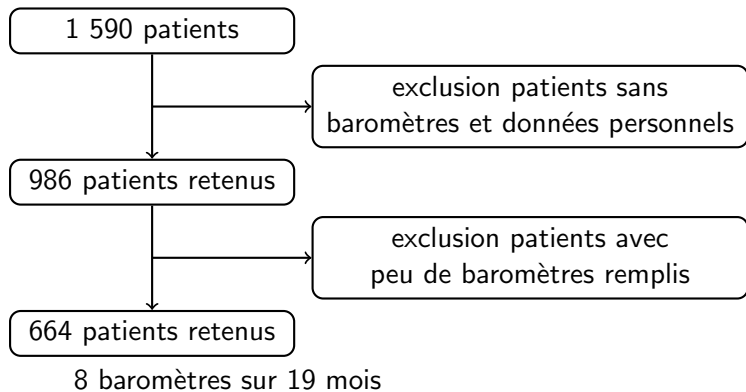 1 590 patients
exclusion patients sans
baromètres et données personnels
986 patients retenus
exclusion patients avec
peu de baromètres remplis
664 patients retenus
8 baromètres sur 19 mois